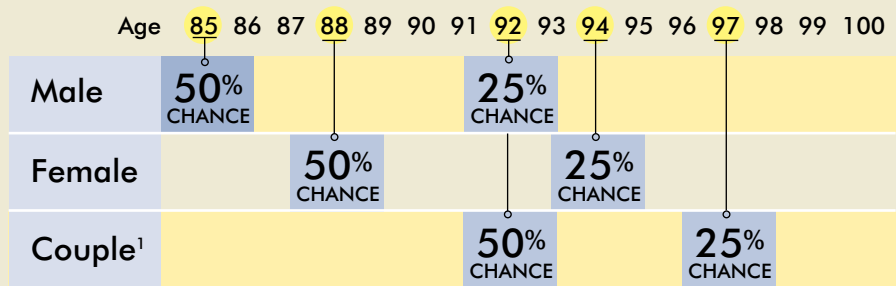 Age 85 86 87 88 89 90 91 92 93 94 95 96 97 98 99 100
Male 50% CHANCE 25% CHANCE
Female 50% CHANCE 25% CHANCE
Couple¹ 50% CHANCE 25% CHANCE